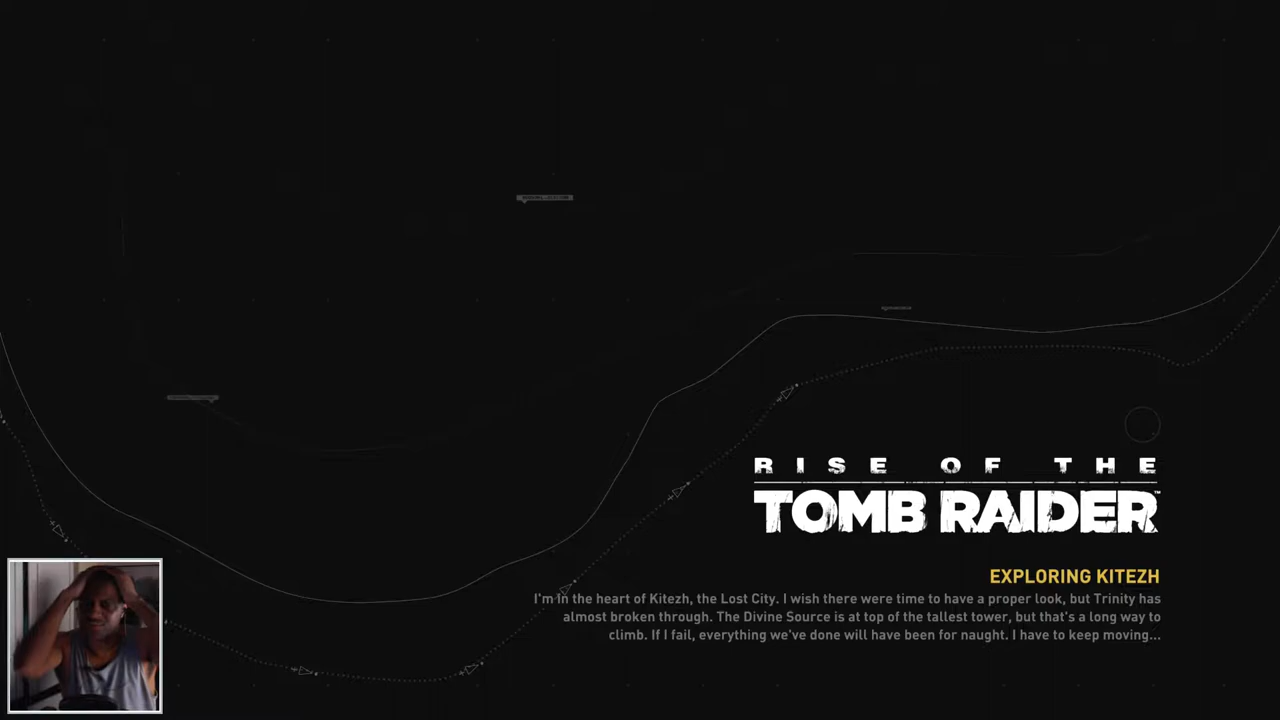 RISE OF THE
TOMB RAIDER™
EXPLORING KITEZH
I'm in the heart of Kitezh, the Lost City. I wish there were time to have a proper look, but Trinity has
almost broken through. The Divine Source is at top of the tallest tower, but that's a long way to
climb. If I fail, everything we've done will have been for naught. I have to keep moving...